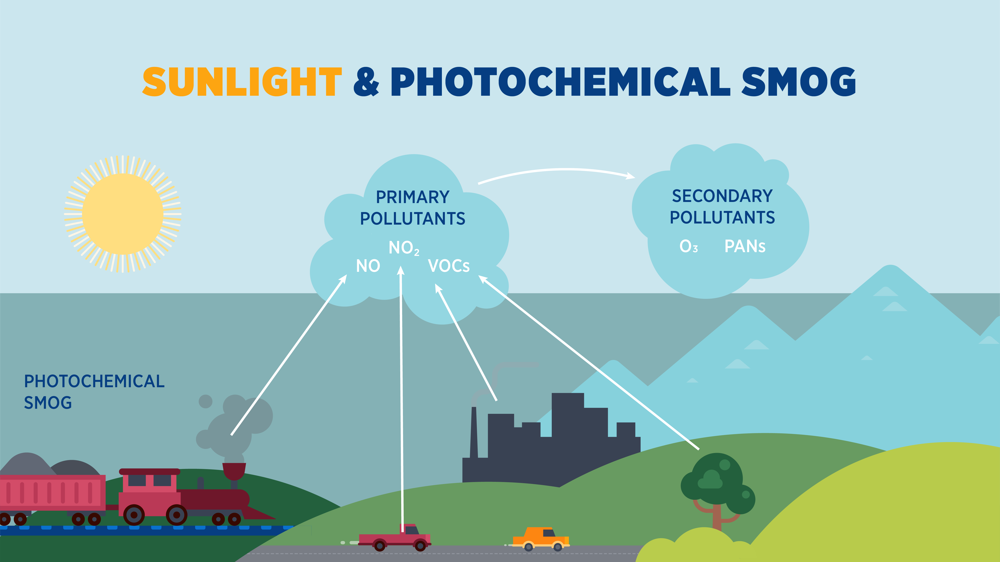 SUNLIGHT & PHOTOCHEMICAL SMOG
PRIMARY
POLLUTANTS
NO₂
NO VOCs
SECONDARY
POLLUTANTS
O₃ PANs
PHOTOCHEMICAL
SMOG